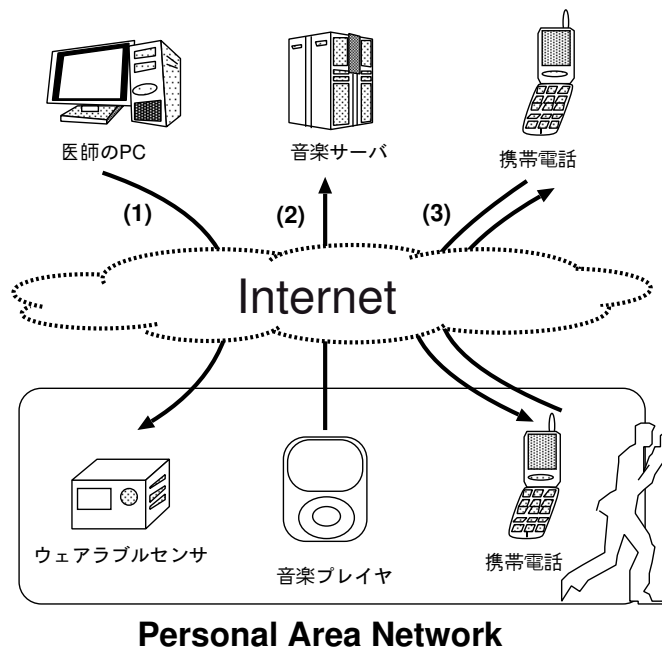 医師のPC
音楽サーバ
携帯電話
(1)
(2)
(3)
Internet
ウェアラブルセンサ
音楽プレイヤ
携帯電話
Personal Area Network